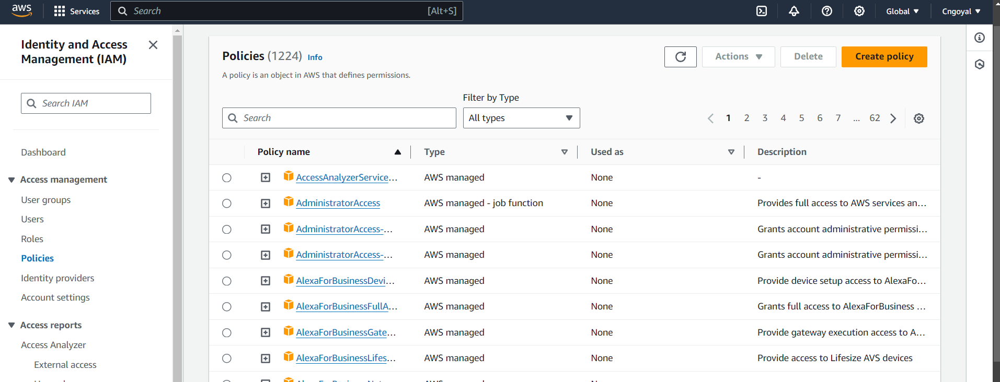 aws Services Search [Alt+S] Global Cngoyal
Identity and Access
Management (IAM)
Search IAM
Dashboard
Access management
User groups
Users
Roles
Policies
Identity providers
Account settings
Access reports
Access Analyzer
External access
Policies (1224) Info
Actions Delete Create policy
A policy is an object in AWS that defines permissions.
Filter by Type
Search All types 1 2 3 4 5 6 7 ... 62
Policy name Type Used as Description
AccessAnalyzerService... AWS managed None -
AdministratorAccess AWS managed - job function None Provides full access to AWS services an...
AdministratorAccess-... AWS managed None Grants account administrative permissi...
AdministratorAccess-... AWS managed None Grants account administrative permissi...
AlexaForBusinessDevi... AWS managed None Provide device setup access to AlexaFo...
AlexaForBusinessFullA... AWS managed None Grants full access to AlexaForBusiness ...
AlexaForBusinessGate... AWS managed None Provide gateway execution access to A...
AlexaForBusinessLifes... AWS managed None Provide access to Lifesize AVS devices